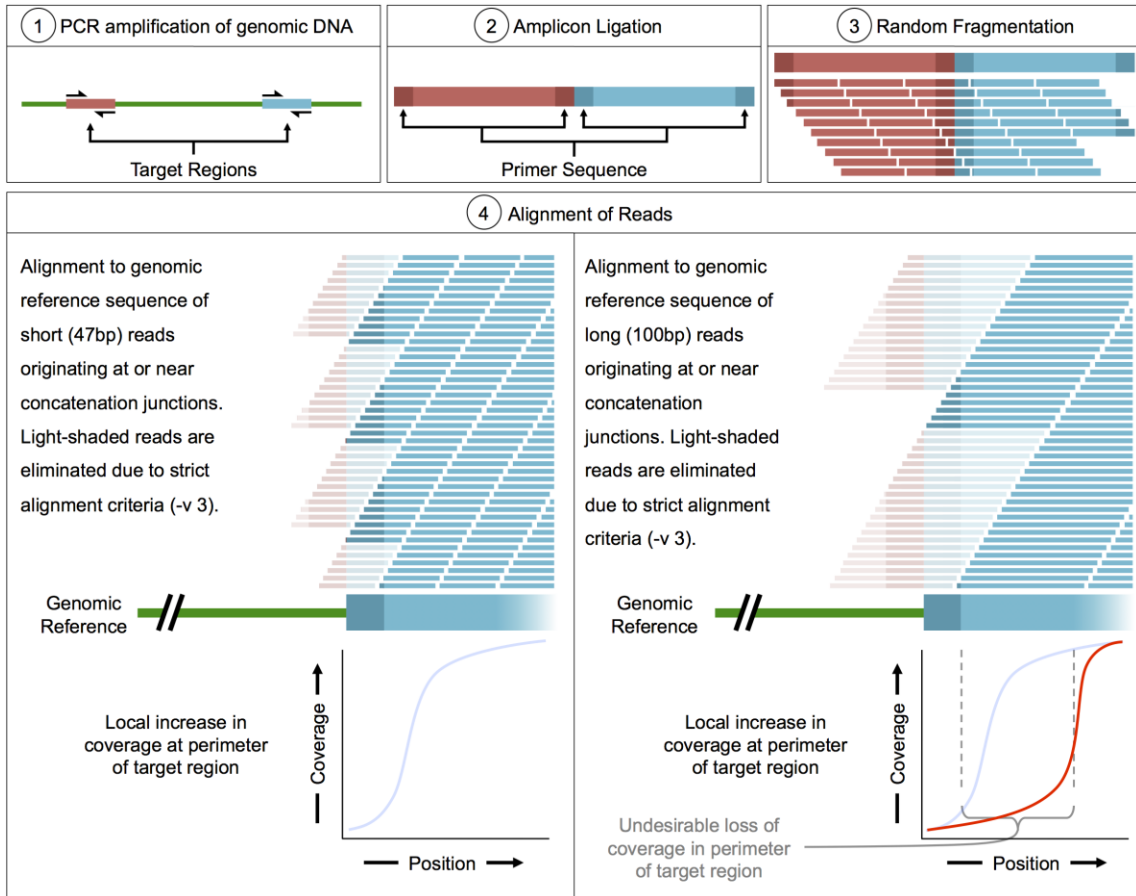 1 PCR amplification of genomic DNA
Target Regions
2 Amplicon Ligation
Primer Sequence
3 Random Fragmentation
4 Alignment of Reads
Alignment to genomic
reference sequence of
short (47bp) reads
originating at or near
concatenation junctions.
Light-shaded reads are
eliminated due to strict
alignment criteria (-v 3).
Genomic
Reference
Local increase in
coverage at perimeter
of target region
Coverage
Position
Alignment to genomic
reference sequence of
long (100bp) reads
originating at or near
concatenation
junctions. Light-shaded
reads are eliminated
due to strict alignment
criteria (-v 3).
Genomic
Reference
Local increase in
coverage at perimeter
of target region
Coverage
Undesirable loss of
coverage in perimeter
of target region
Position